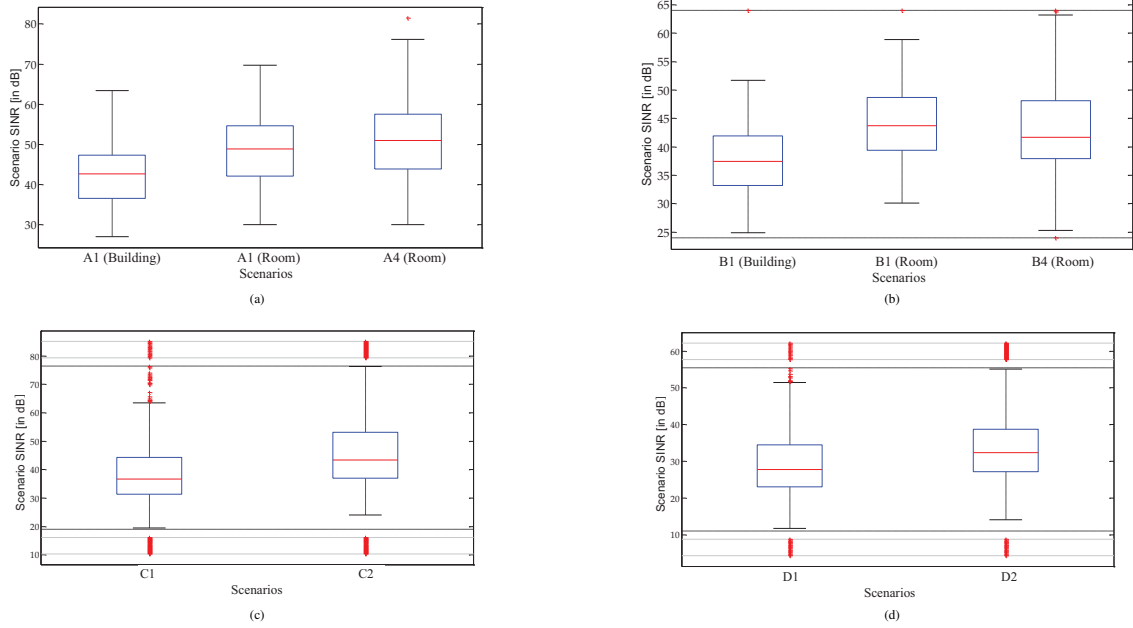 80
70
60
50
40
30
Scenario SINR [in dB]
A1 (Building)
A1 (Room)
A4 (Room)
Scenarios
(a)
65
60
55
50
45
40
35
30
25
Scenario SINR [in dB]
B1 (Building)
B1 (Room)
B4 (Room)
Scenarios
(b)
80
70
60
50
40
30
20
10
Scenario SINR [in dB]
C1
C2
Scenarios
(c)
60
50
40
30
20
10
Scenario SINR [in dB]
D1
D2
Scenarios
(d)